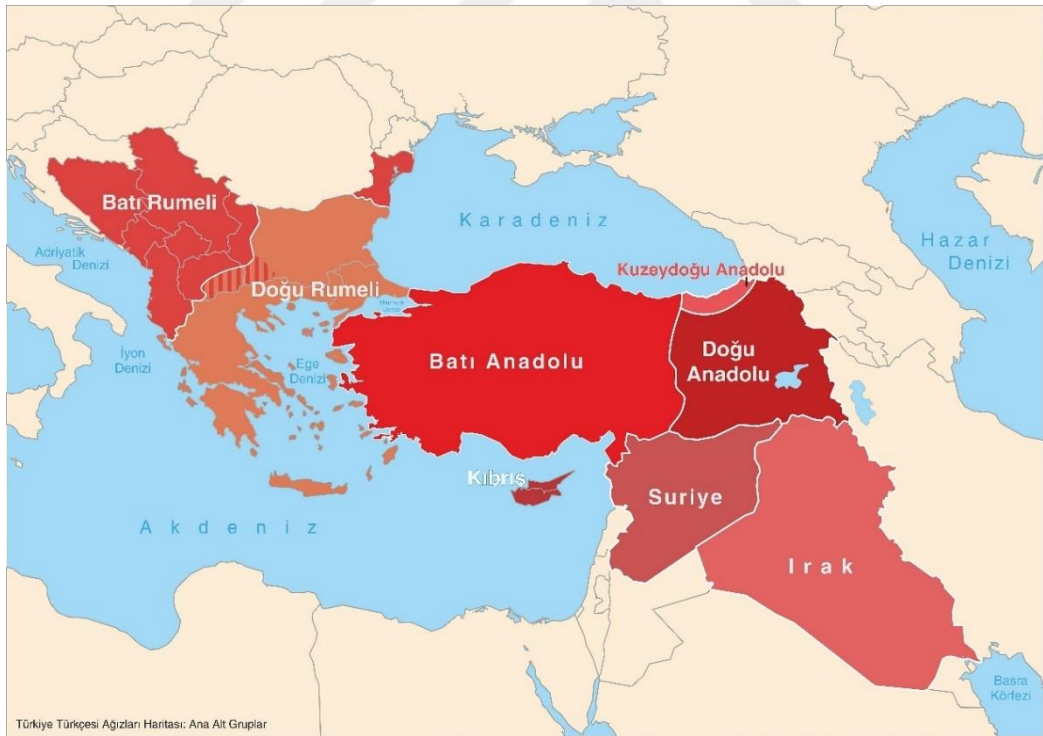 Batı Rumeli
Karadeniz
Hazar
Denizi
Adriyatik
Denizi
Kuzeydoğu Anadolu
Doğu Rumeli
Doğu
Anadolu
İyon
Denizi
Ege
Denizi
Batı Anadolu
Kıbrıs
Suriye
Akdeniz
Irak
Basra
Körfezi
Türkiye Türkçesi Ağızları Haritası: Ana Alt Gruplar